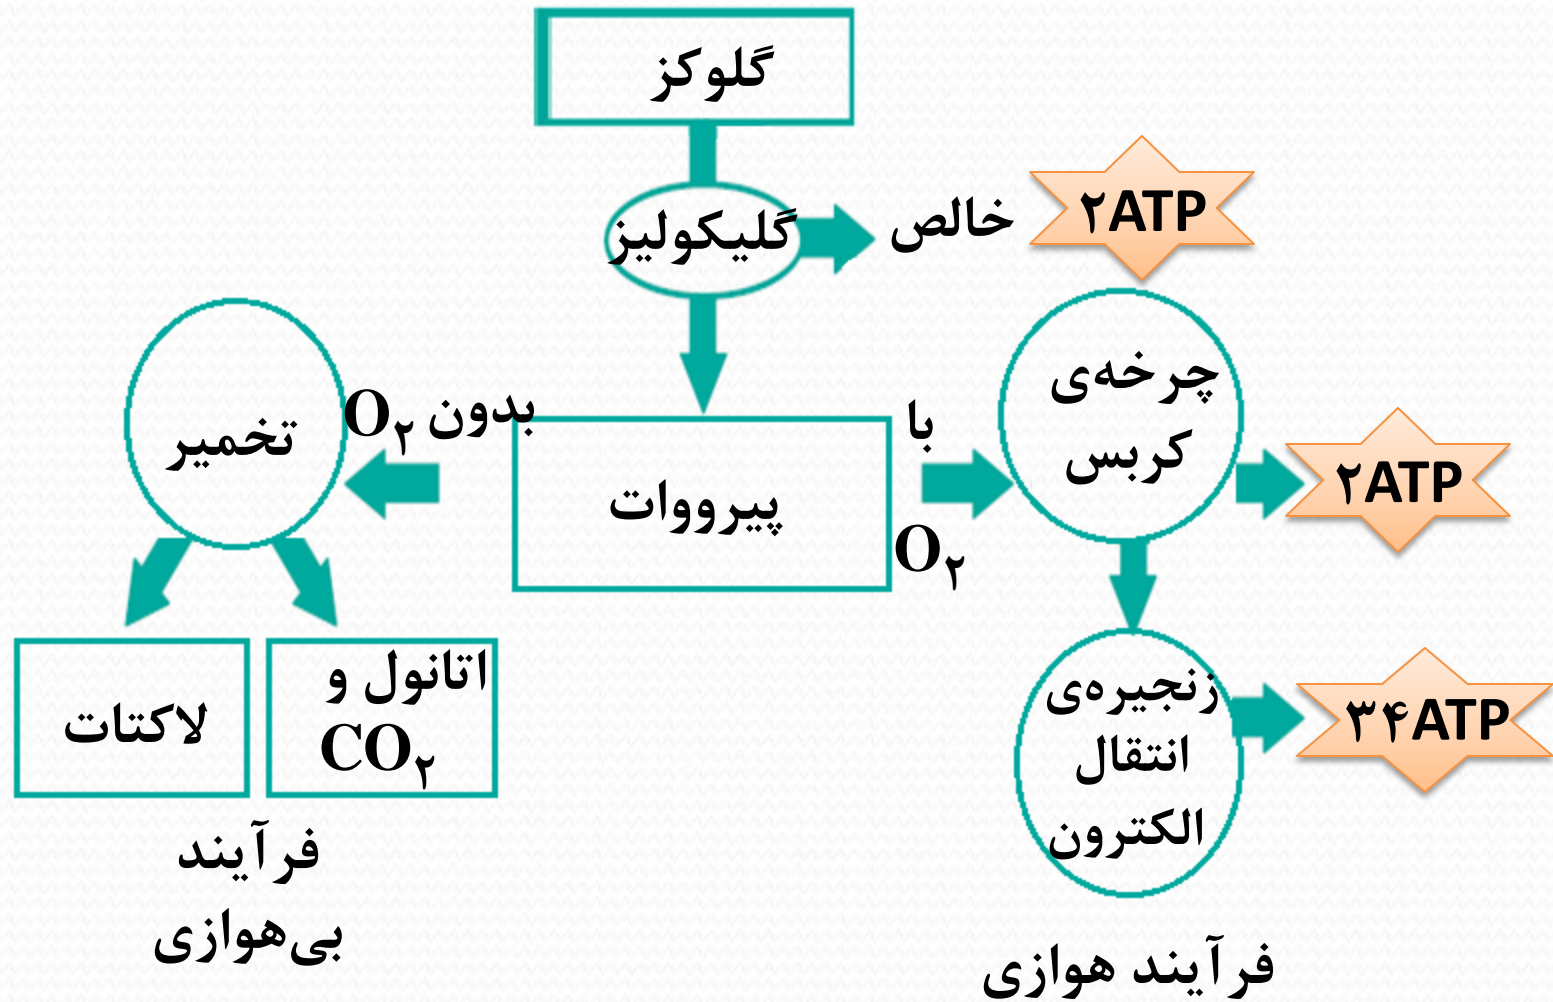 گلوکز
گلیکولیز
خالص
۲ATP
چرخه‌ی
کربس
۲ATP
با
O۲
پیرووات
بدون O۲
تخمیر
زنجیره‌ی
انتقال
الکترون
۳۴ATP
اتانول و
CO۲
لاکتات
فرآیند
بی‌هوازی
فرآیند هوازی